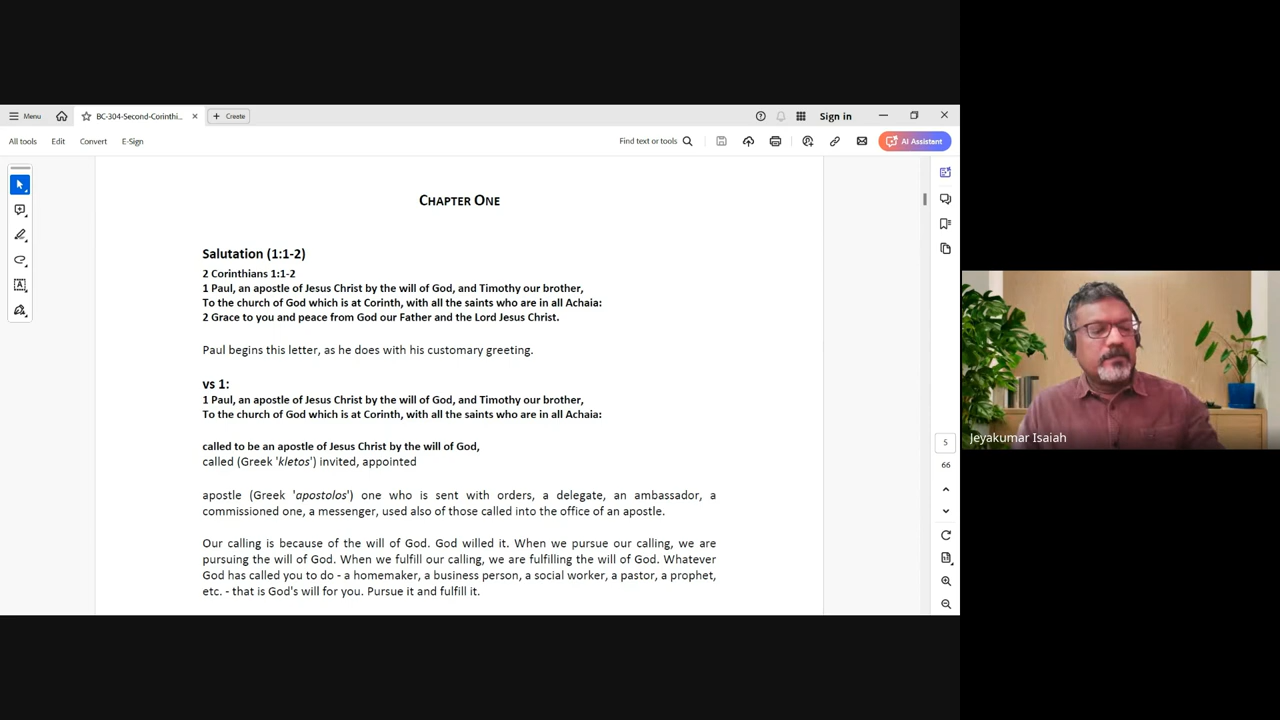 Menu
BC-304-Second-Corinthi...
Create
Sign in
All tools
Edit
Convert
E-Sign
Find text or tools
AI Assistant
CHAPTER ONE
Salutation (1:1-2)
2 Corinthians 1:1-2
1 Paul, an apostle of Jesus Christ by the will of God, and Timothy our brother,
To the church of God which is at Corinth, with all the saints who are in all Achaia:
2 Grace to you and peace from God our Father and the Lord Jesus Christ.
Paul begins this letter, as he does with his customary greeting.
vs 1:
1 Paul, an apostle of Jesus Christ by the will of God, and Timothy our brother,
To the church of God which is at Corinth, with all the saints who are in all Achaia:
called to be an apostle of Jesus Christ by the will of God,
called (Greek 'kletos') invited, appointed
apostle (Greek 'apostolos') one who is sent with orders, a delegate, an ambassador, a
commissioned one, a messenger, used also of those called into the office of an apostle.
Our calling is because of the will of God. God willed it. When we pursue our calling, we are
pursuing the will of God. When we fulfill our calling, we are fulfilling the will of God. Whatever
God has called you to do - a homemaker, a business person, a social worker, a pastor, a prophet,
etc. - that is God's will for you. Pursue it and fulfill it.
5
66
Jeyakumar Isaiah